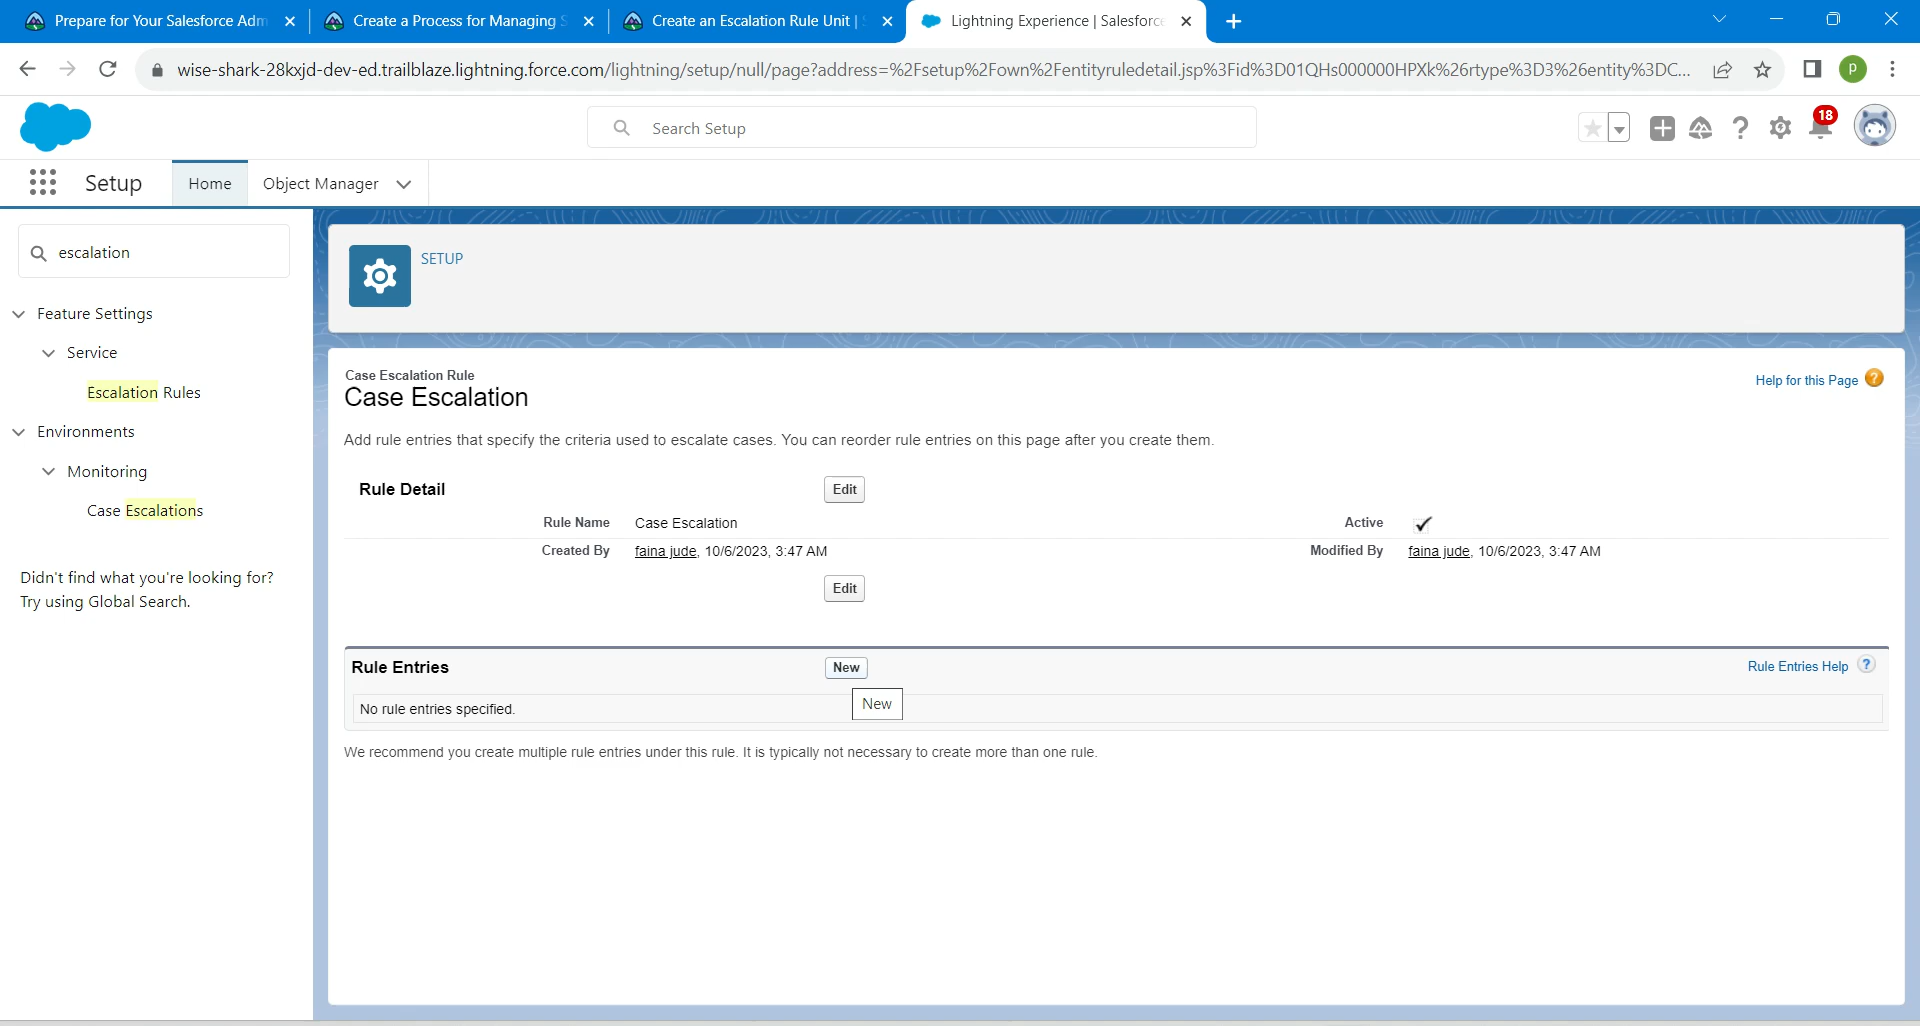 Prepare for Your Salesforce Adm
Create a Process for Managing S
Create an Escalation Rule Unit | S
Lightning Experience | Salesforce
wise-shark-28kxjd-dev-ed.trailblaze.lightning.force.com/lightning/setup/null/page?address=%2Fsetup%2Fown%2Fentityruledetail.jsp%3Fid%3D01QHs000000HPXk%26rtype%3D3%26entity%3DC...
P
Search Setup
18
Setup
Home
Object Manager
escalation
Feature Settings
Service
Escalation Rules
Environments
Monitoring
Case Escalations
Didn't find what you're looking for?
Try using Global Search.
SETUP
Case Escalation Rule
Case Escalation
Help for this Page
Add rule entries that specify the criteria used to escalate cases. You can reorder rule entries on this page after you create them.
Rule Detail
Edit
Rule Name Case Escalation
Active
Created By faina jude, 10/6/2023, 3:47 AM
Modified By faina jude, 10/6/2023, 3:47 AM
Edit
Rule Entries
New
Rule Entries Help ?
No rule entries specified.
New
We recommend you create multiple rule entries under this rule. It is typically not necessary to create more than one rule.